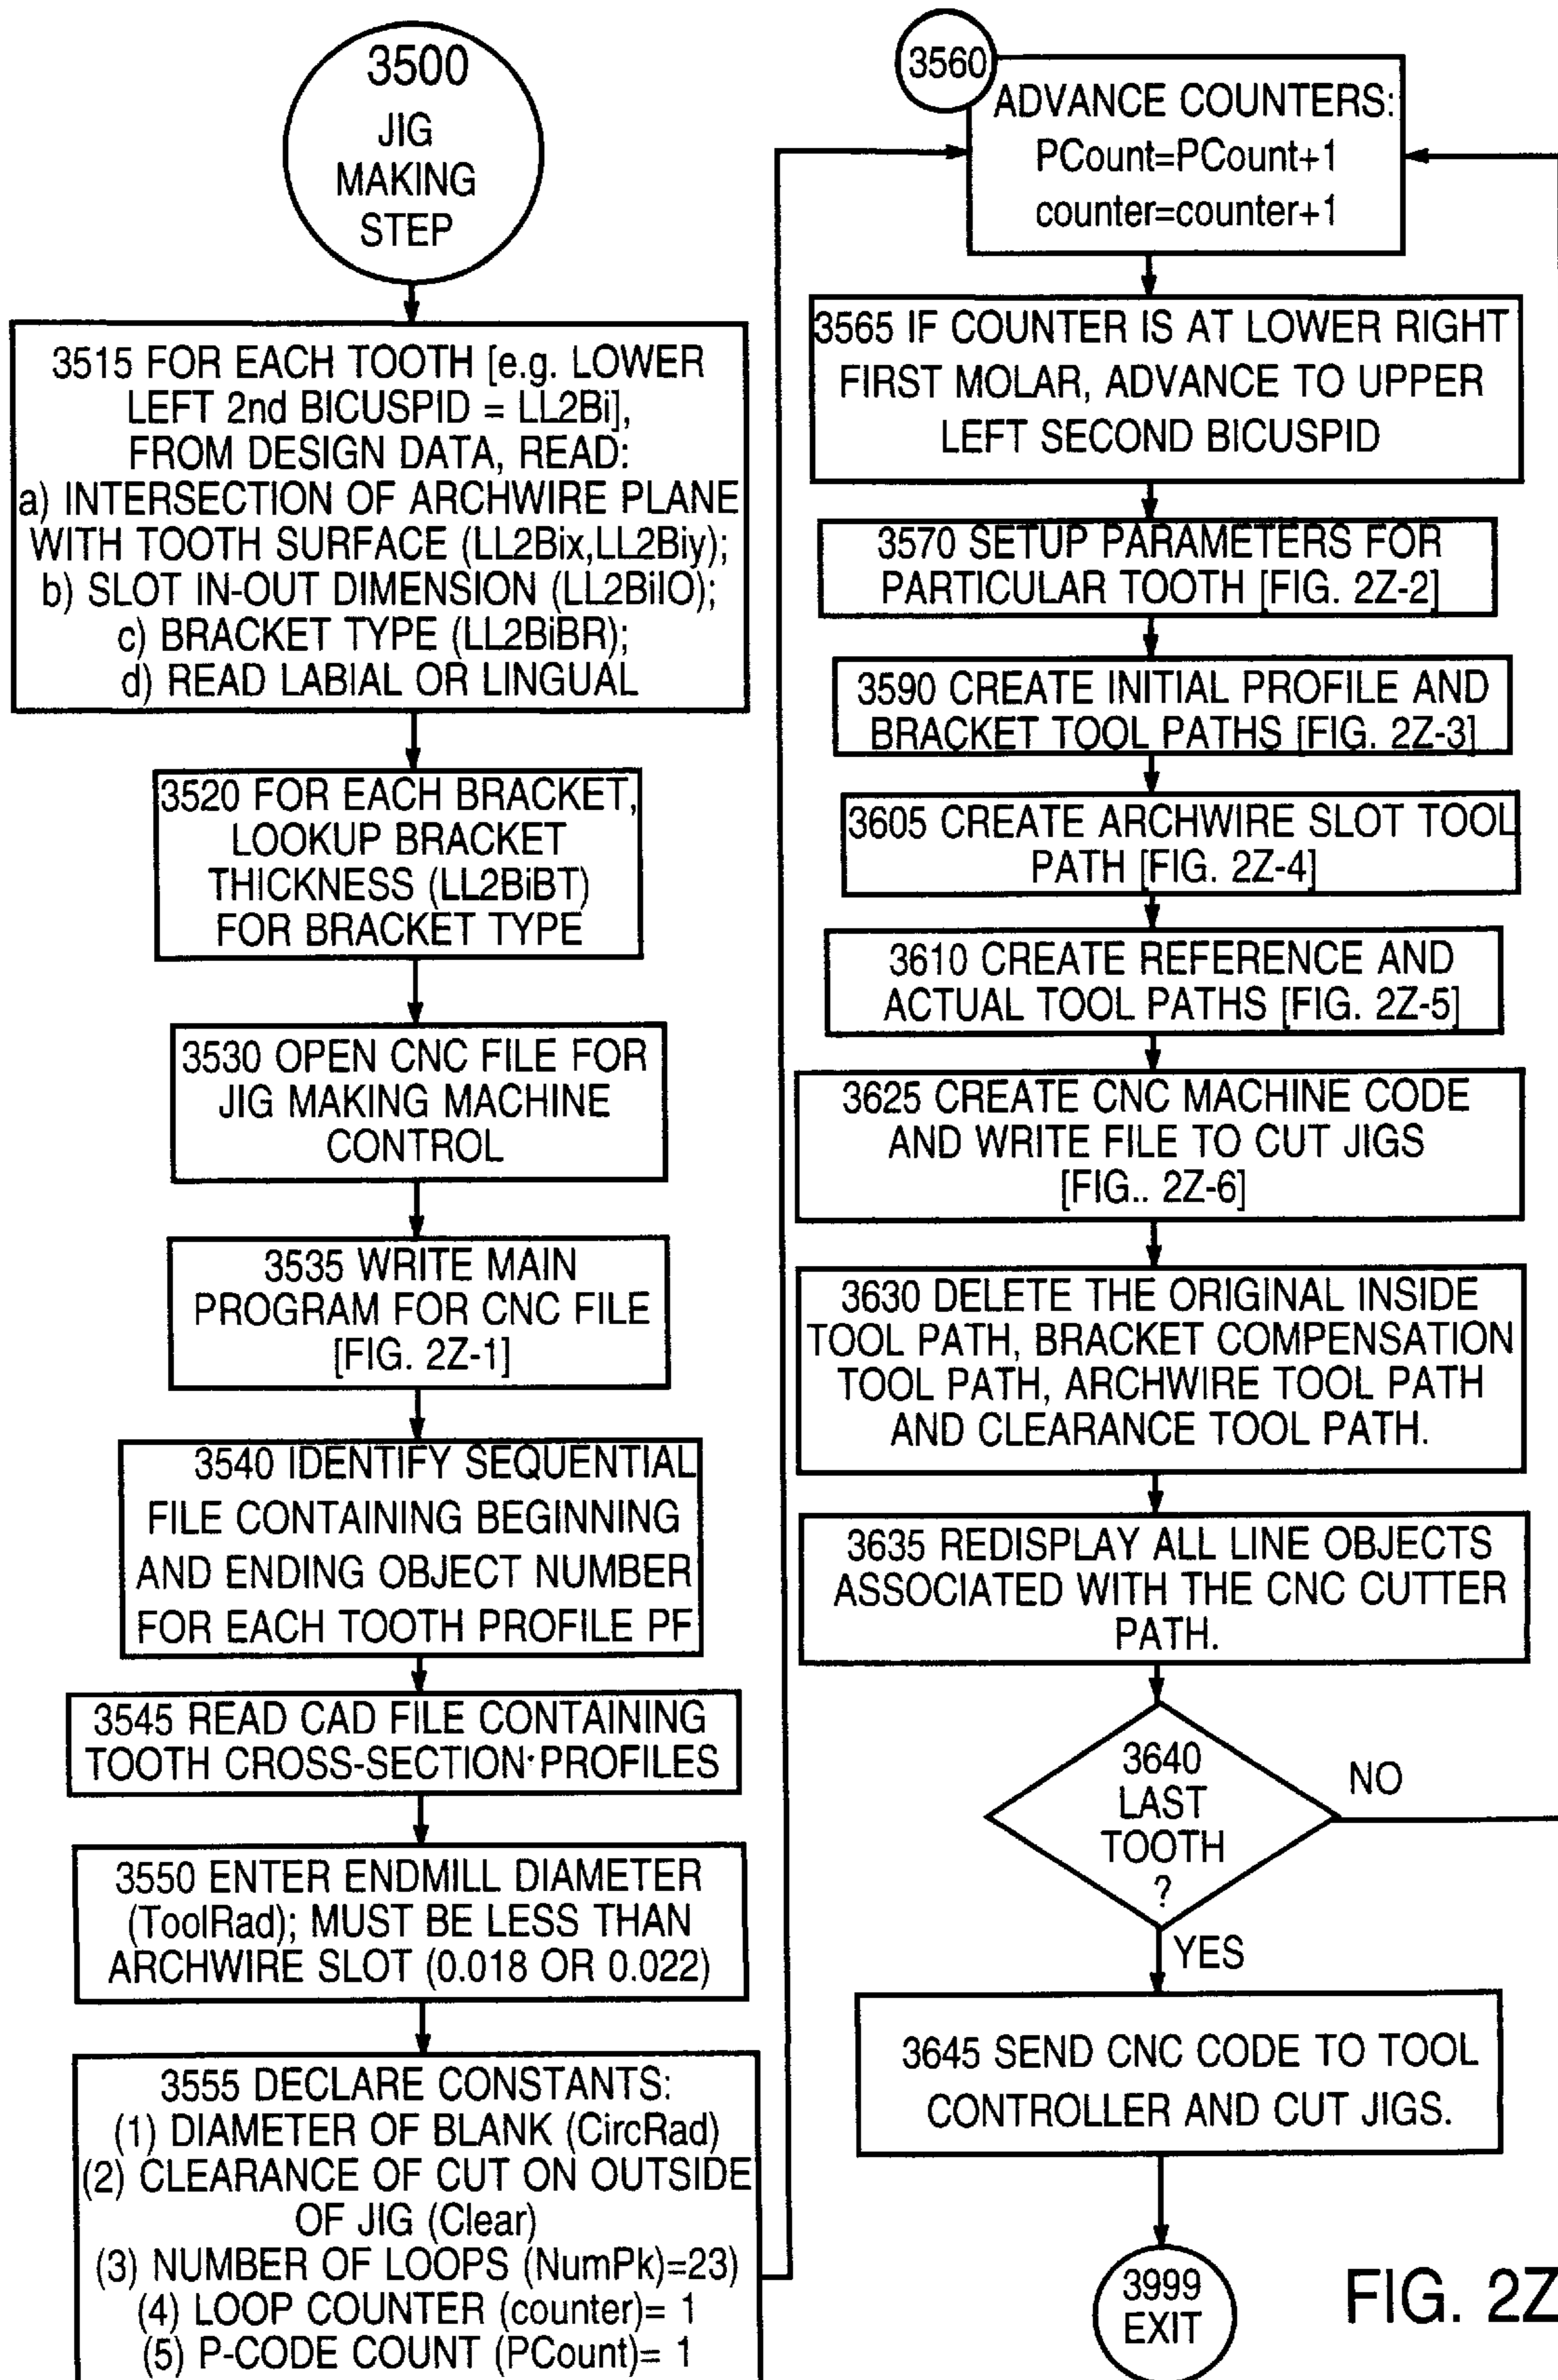 3500
JIG
MAKING
STEP
3515 FOR EACH TOOTH [e.g. LOWER
LEFT 2nd BICUSPID = LL2Bi],
FROM DESIGN DATA, READ:
a) INTERSECTION OF ARCHWIRE PLANE
WITH TOOTH SURFACE (LL2Bix,LL2Biy);
b) SLOT IN-OUT DIMENSION (LL2BiIO);
c) BRACKET TYPE (LL2BiBR);
d) READ LABIAL OR LINGUAL
3520 FOR EACH BRACKET,
LOOKUP BRACKET
THICKNESS (LL2BiBT)
FOR BRACKET TYPE
3530 OPEN CNC FILE FOR
JIG MAKING MACHINE
CONTROL
3535 WRITE MAIN
PROGRAM FOR CNC FILE
[FIG. 2Z-1]
3540 IDENTIFY SEQUENTIAL
FILE CONTAINING BEGINNING
AND ENDING OBJECT NUMBER
FOR EACH TOOTH PROFILE PF
3545 READ CAD FILE CONTAINING
TOOTH CROSS-SECTION PROFILES
3550 ENTER ENDMILL DIAMETER
(ToolRad); MUST BE LESS THAN
ARCHWIRE SLOT (0.018 OR 0.022)
3555 DECLARE CONSTANTS:
(1) DIAMETER OF BLANK (CircRad)
(2) CLEARANCE OF CUT ON OUTSIDE
OF JIG (Clear)
(3) NUMBER OF LOOPS (NumPk)=23)
(4) LOOP COUNTER (counter)= 1
(5) P-CODE COUNT (PCount)= 1
3560
ADVANCE COUNTERS:
PCount=PCount+1
counter=counter+1
3565 IF COUNTER IS AT LOWER RIGHT
FIRST MOLAR, ADVANCE TO UPPER
LEFT SECOND BICUSPID
3570 SETUP PARAMETERS FOR
PARTICULAR TOOTH [FIG. 2Z-2]
3590 CREATE INITIAL PROFILE AND
BRACKET TOOL PATHS [FIG. 2Z-3]
3605 CREATE ARCHWIRE SLOT TOOL
PATH [FIG. 2Z-4]
3610 CREATE REFERENCE AND
ACTUAL TOOL PATHS [FIG. 2Z-5]
3625 CREATE CNC MACHINE CODE
AND WRITE FILE TO CUT JIGS
[FIG.. 2Z-6]
3630 DELETE THE ORIGINAL INSIDE
TOOL PATH, BRACKET COMPENSATION
TOOL PATH, ARCHWIRE TOOL PATH
AND CLEARANCE TOOL PATH.
3635 REDISPLAY ALL LINE OBJECTS
ASSOCIATED WITH THE CNC CUTTER
PATH.
3640
LAST
TOOTH
?
NO
YES
3645 SEND CNC CODE TO TOOL
CONTROLLER AND CUT JIGS.
3999
EXIT
FIG. 2Z